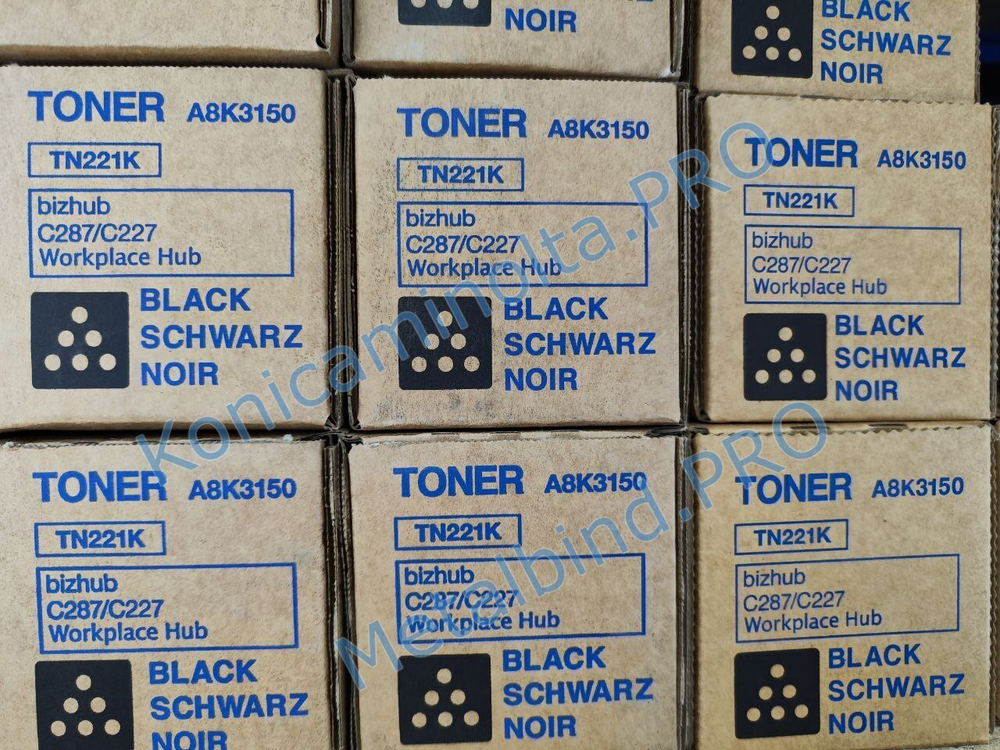 NOIR
BLACK
SCHWARZ
NOIR
TONER A8K3150
TN221K
bizhub
C287/C227
Workplace Hub
BLACK
SCHWARZ
NOIR
TONER A8K3150
TN221K
bizhub
C287/C227
Workplace Hub
BLACK
SCHWARZ
NOIR
TONER A8K3150
TN221K
bizhub
C287/C227
Workplace Hub
BLACK
SCHWARZ
NOIR
TONER A8K3150
TN221K
bizhub
C287/C227
Workplace Hub
BLACK
SCHWARZ
NOIR
TONER A8K3150
TN221K
bizhub
C287/C227
Workplace Hub
BLACK
SCHWARZ
NOIR
TONER A8K3150
TN221K
bizhub
C287/C227
Workplace Hub
BLACK
SCHWARZ
NOIR
Konicaminolta.PRO
Metalbind.PRO